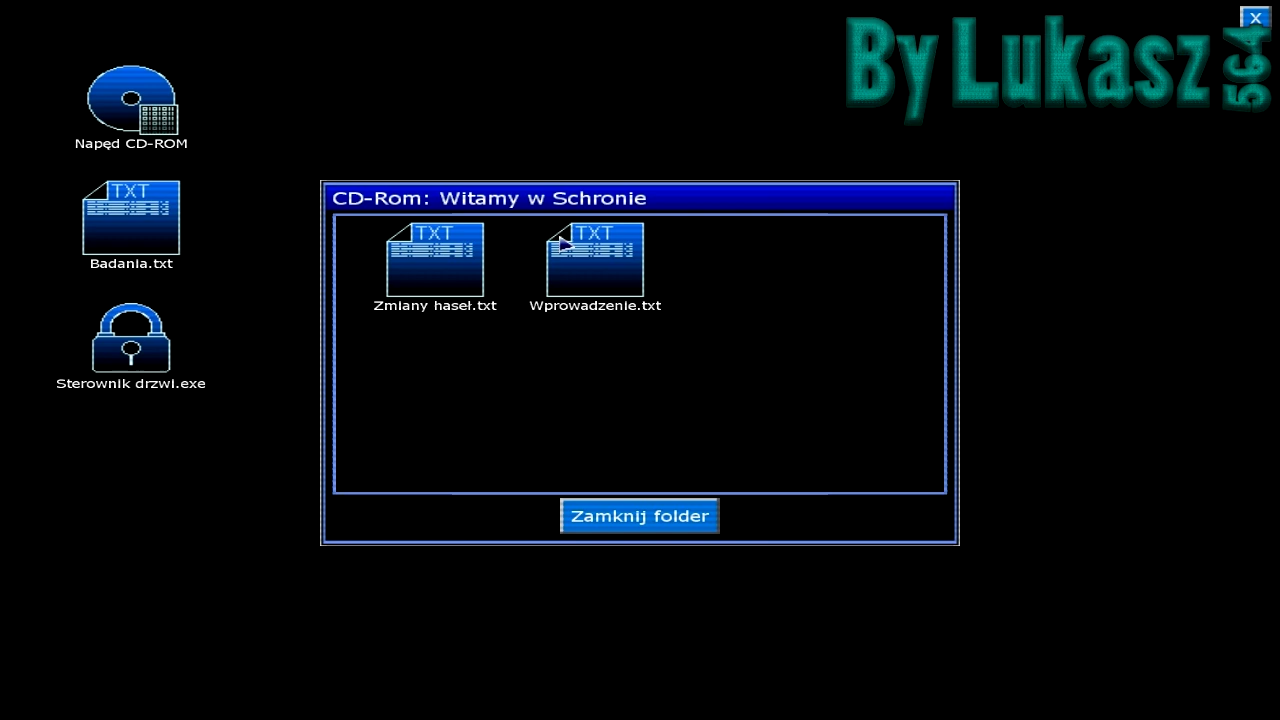 By Lukasz 564
X
Napęd CD-ROM
TXT
Badania.txt
Sterownik drzwi.exe
CD-Rom: Witamy w Schronie
TXT
TXT
Zmiany haseł.txt
Wprowadzenie.txt
Zamknij folder